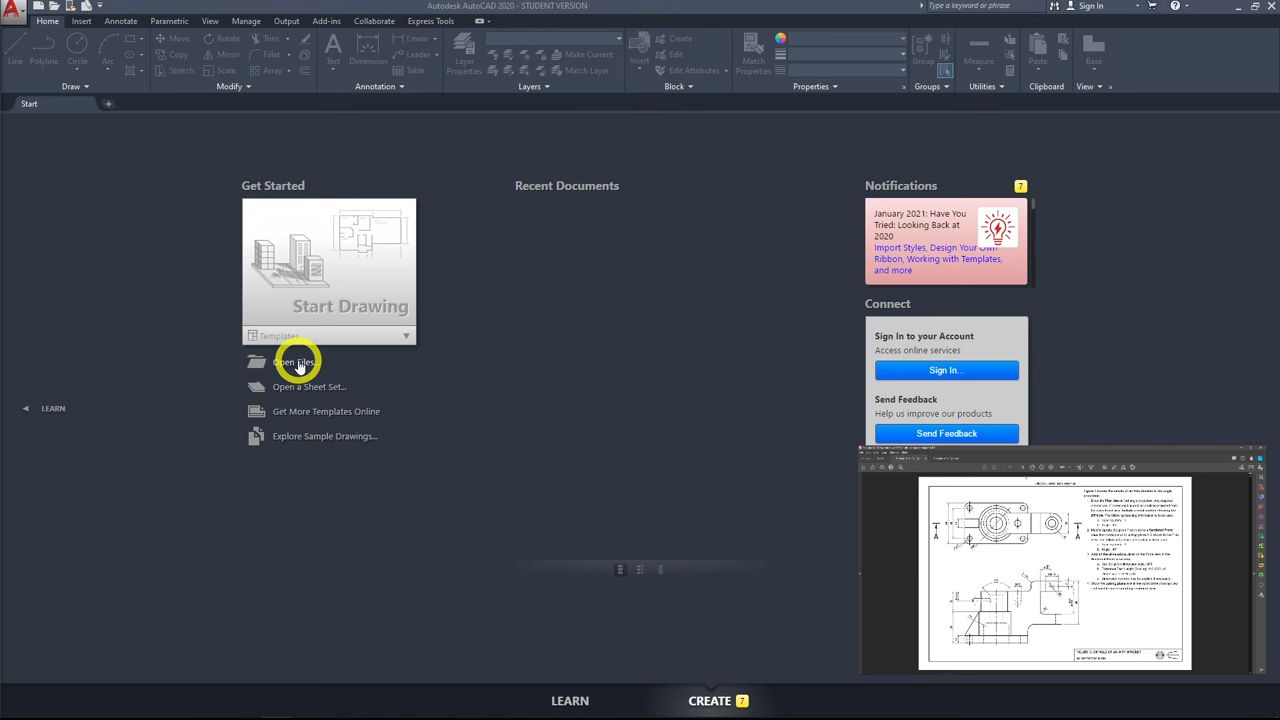 Autodesk AutoCAD 2020 - STUDENT VERSION
Type a keyword or phrase
Sign In
Home Insert Annotate Parametric View Manage Output Add-ins Collaborate Express Tools
Line Polyline Circle Arc
Move Rotate Trim
Copy Mirror Fillet
Stretch Scale Array
Text Dimension
Linear
Leader
Table
Layer Properties
Make Current
Match Layer
Insert
Create
Edit
Edit Attributes
Match Properties
Group
Measure
Paste
Base
Draw Modify Annotation Layers Block Properties Groups Utilities Clipboard View
Start
Get Started
Recent Documents
Notifications
7
Start Drawing
Templates
Open Files...
Open a Sheet Set...
Get More Templates Online
Explore Sample Drawings...
LEARN
January 2021: Have You
Tried: Looking Back at
2020
Import Styles, Design Your Own
Ribbon, Working with Templates,
and more
Connect
Sign In to your Account
Access online services
Sign In...
Send Feedback
Help us improve our products
Send Feedback
A
A
LEARN
CREATE 7